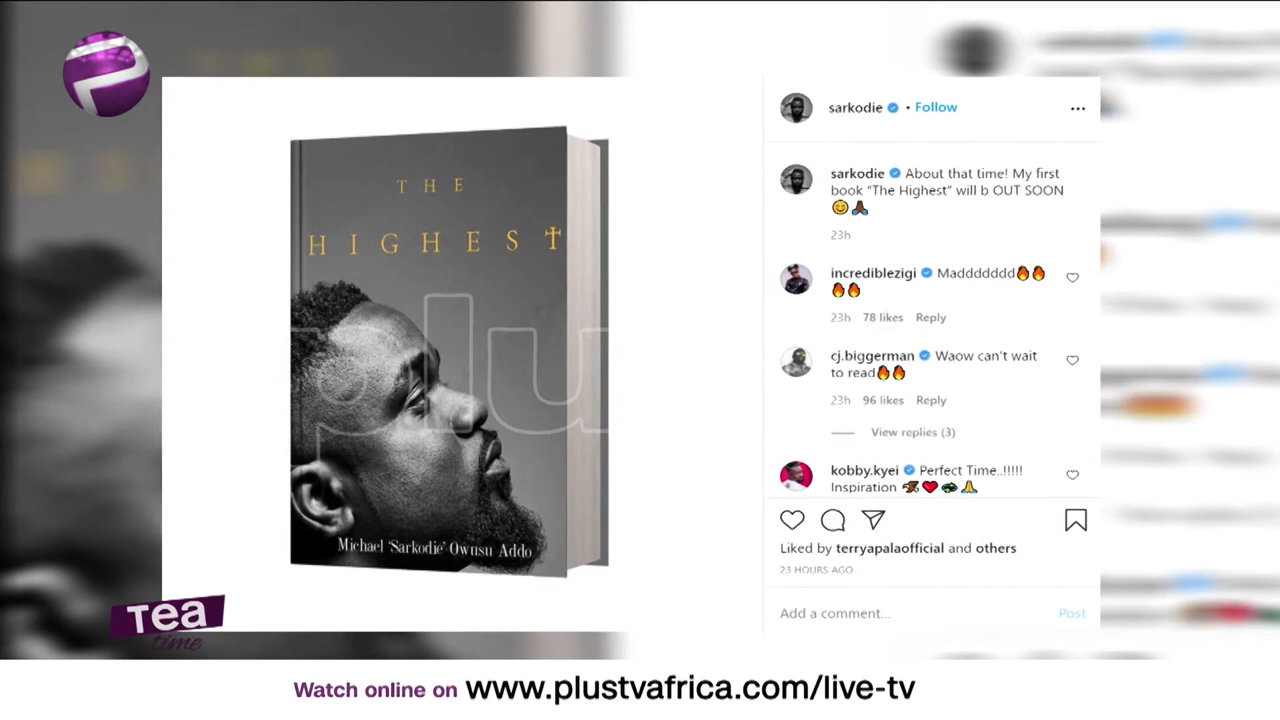 THE
HIGHEST
plu
Michael 'Sarkodie' Owusu Addo
sarkodie • Follow
sarkodie About that time! My first
book “The Highest” will b OUT SOON
😊🙏🏿
23h
incrediblezigi Maddddddd🔥🔥
🔥🔥
23h 78 likes Reply
cj.biggerman Waow can't wait
to read🔥🔥
23h 96 likes Reply
View replies (3)
kobby.kyei Perfect Time..!!!!!
Inspiration
Liked by terryapalaofficial and others
23 HOURS AGO
Add a comment... Post
Tea
time
Watch online on www.plustvafrica.com/live-tv